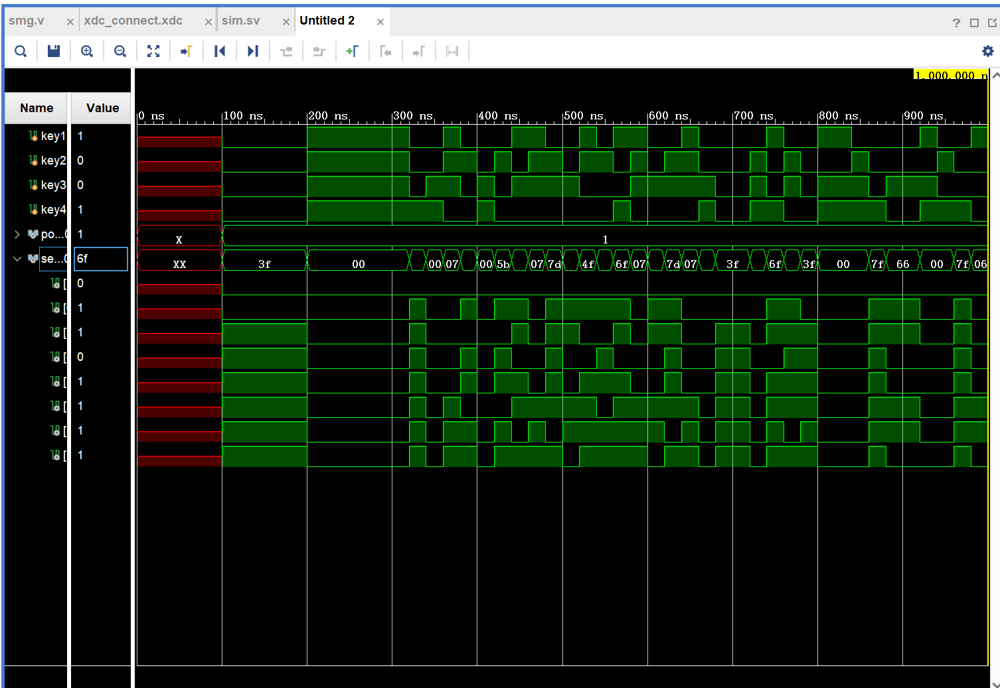 smg.v × xdc_connect.xdc × sim.sv × Untitled 2 ×
?
1,000.000 n
Name Value
0 ns 100 ns 200 ns 300 ns 400 ns 500 ns 600 ns 700 ns 800 ns 900 ns
key1 1
key2 0
key3 0
key4 1
po...0 1 X 1
se...0 6f XX 3f 00 00 07 00 5b 07 7d 4f 6f 07 7d 07 3f 6f 3f 00 7f 66 00 7f 06
[ 0
[ 1
[ 1
[ 0
[ 1
[ 1
[ 1
[ 1